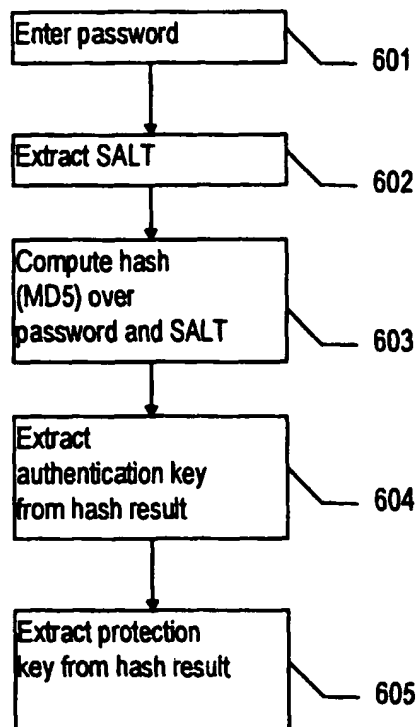 Enter password
601
Extract SALT
602
Compute hash
(MD5) over
password and SALT
603
Extract
authentication key
from hash result
604
Extract protection
key from hash result
605